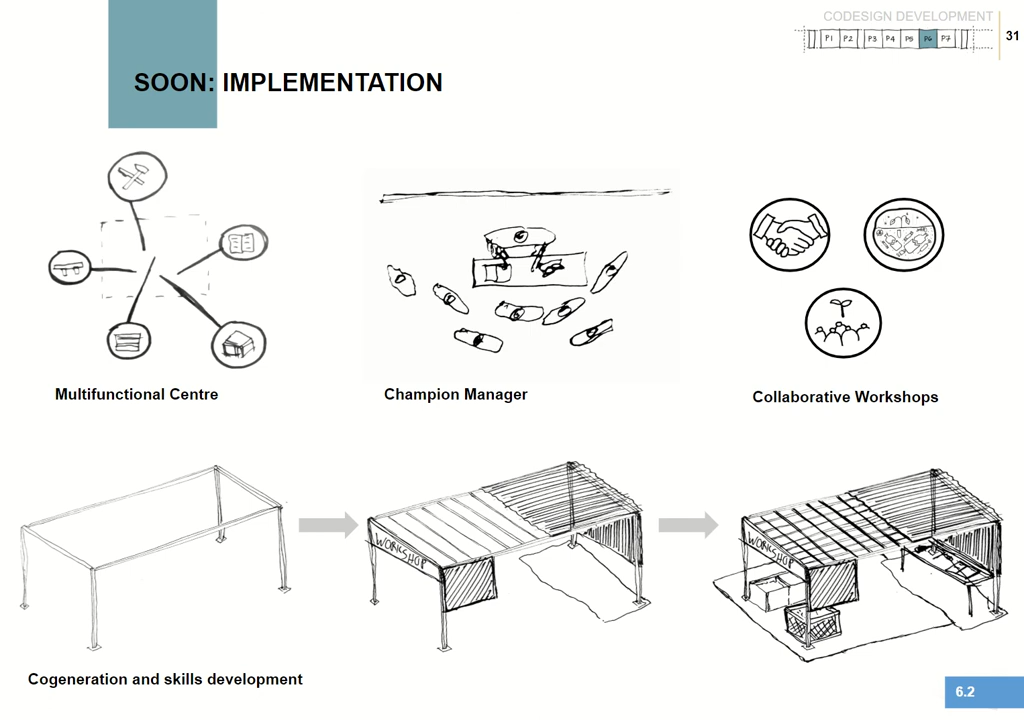 CODESIGN DEVELOPMENT
P1 P2 P3 P4 P5 P6 P7
31
SOON: IMPLEMENTATION
Multifunctional Centre
Champion Manager
Collaborative Workshops
WORKSHOP
WORKSHOP
Cogeneration and skills development
6.2